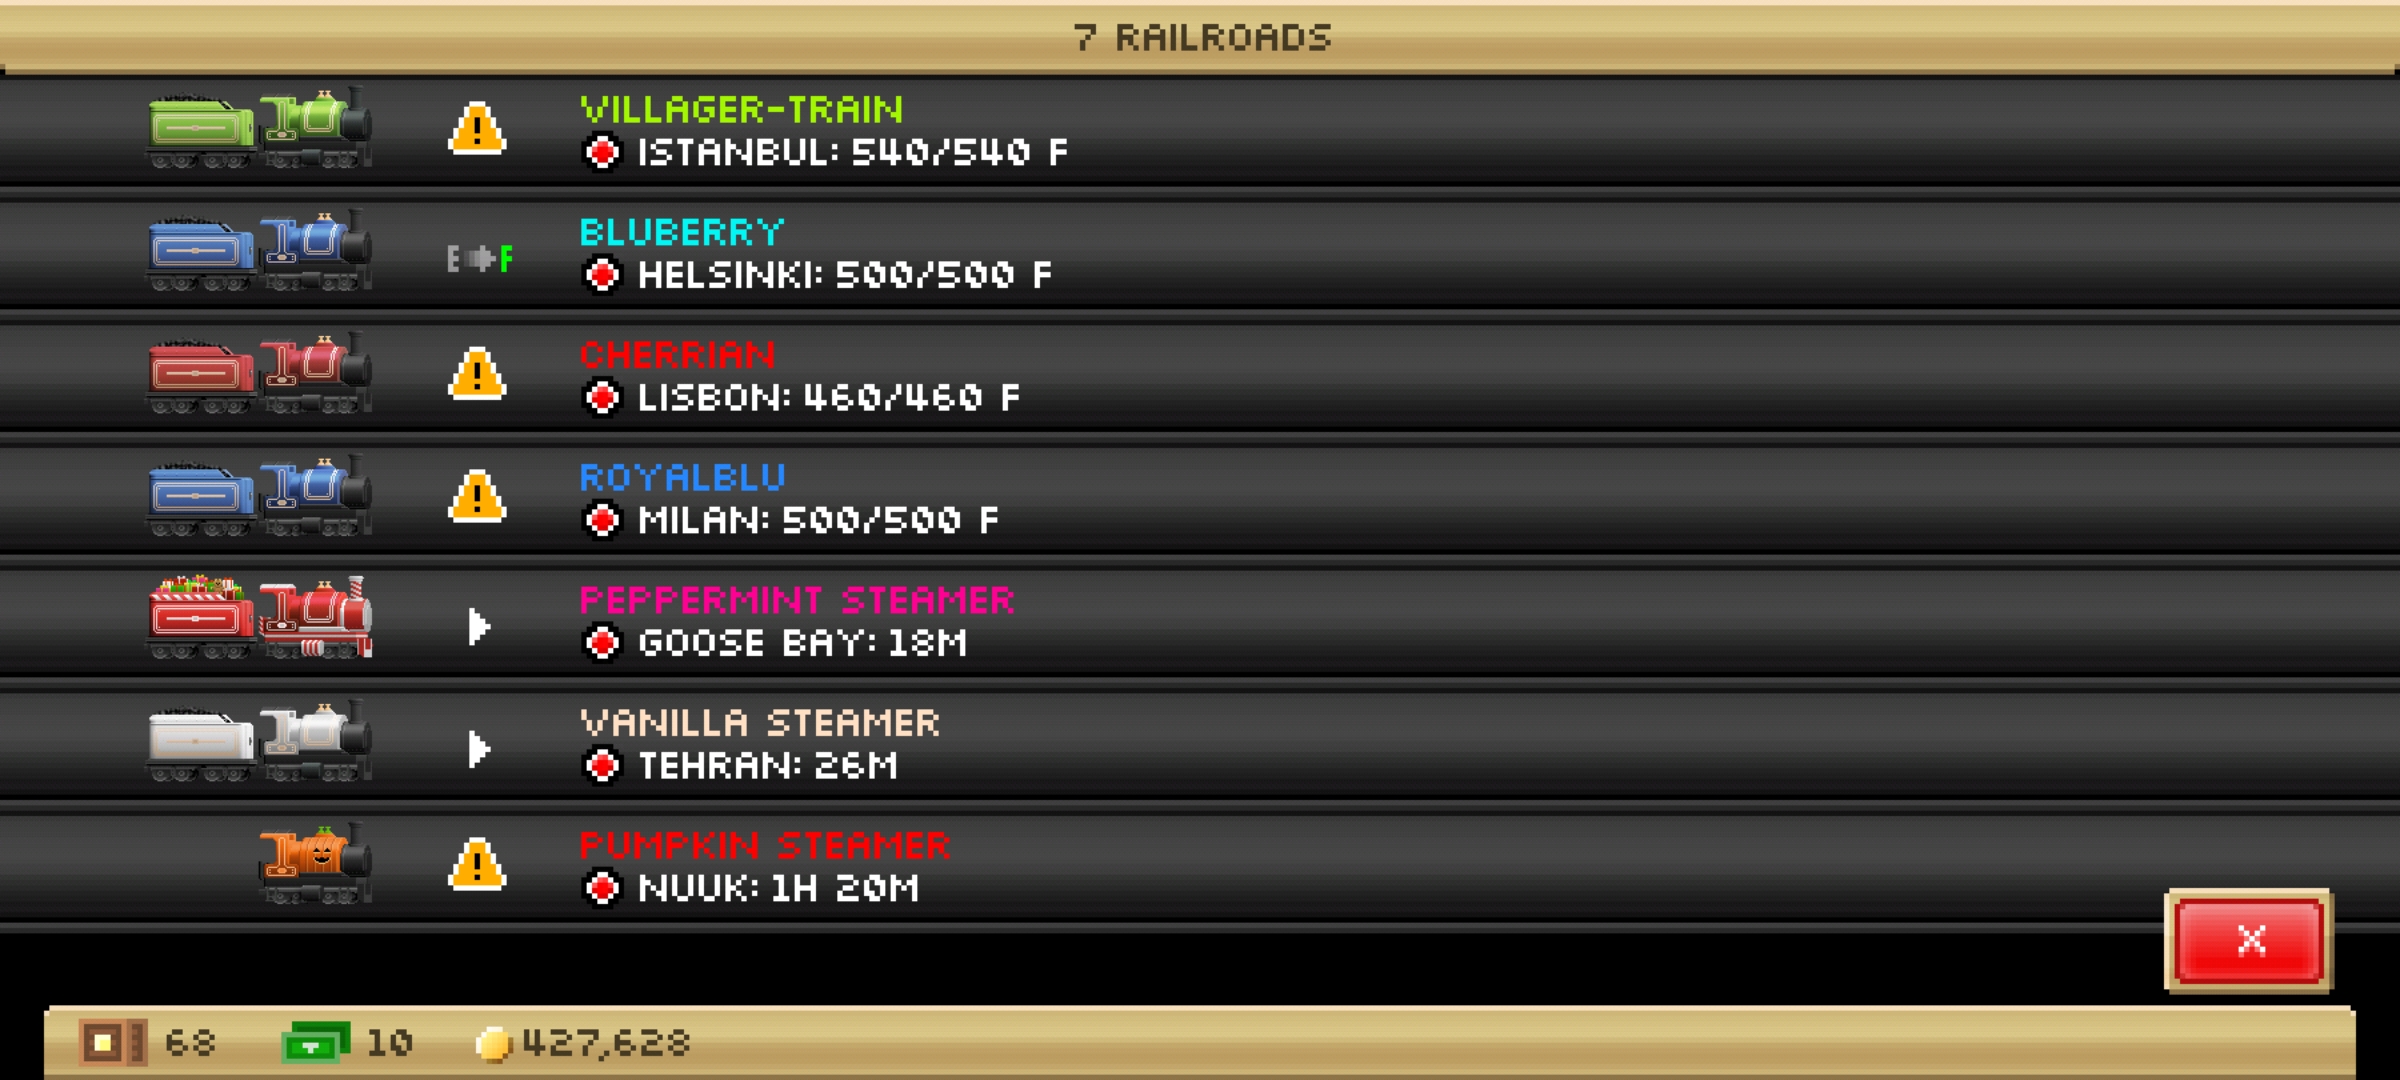 7 RAILROADS
VILLAGER-TRAIN
ISTANBUL: 540/540 F
E F
BLUBERRY
HELSINKI: 500/500 F
CHERRIAN
LISBON: 460/460 F
ROYALBLU
MILAN: 500/500 F
PEPPERMINT STEAMER
GOOSE BAY: 18M
VANILLA STEAMER
TEHRAN: 26M
PUMPKIN STEAMER
NUUK: 1H 20M
X
68 10 427,628